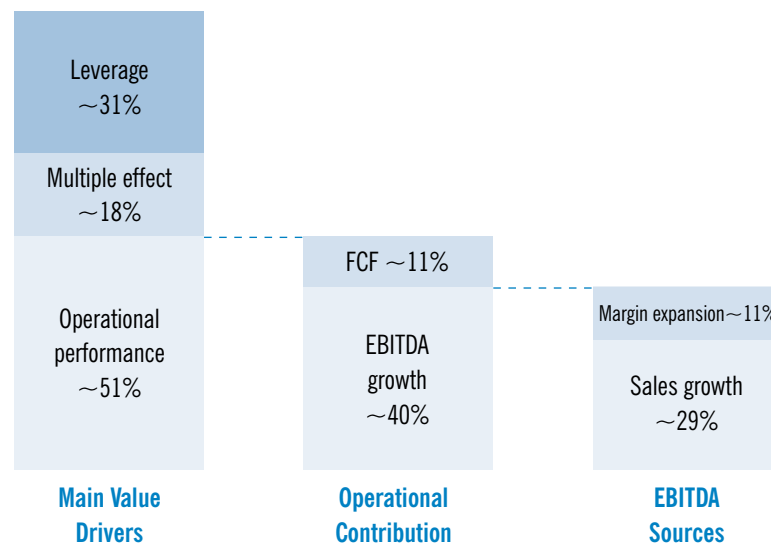 Leverage
~31%
Multiple effect
~18%
Operational
performance
~51%
FCF ~11%
EBITDA
growth
~40%
Margin expansion~11%
Sales growth
~29%
Main Value
Drivers
Operational
Contribution
EBITDA
Sources